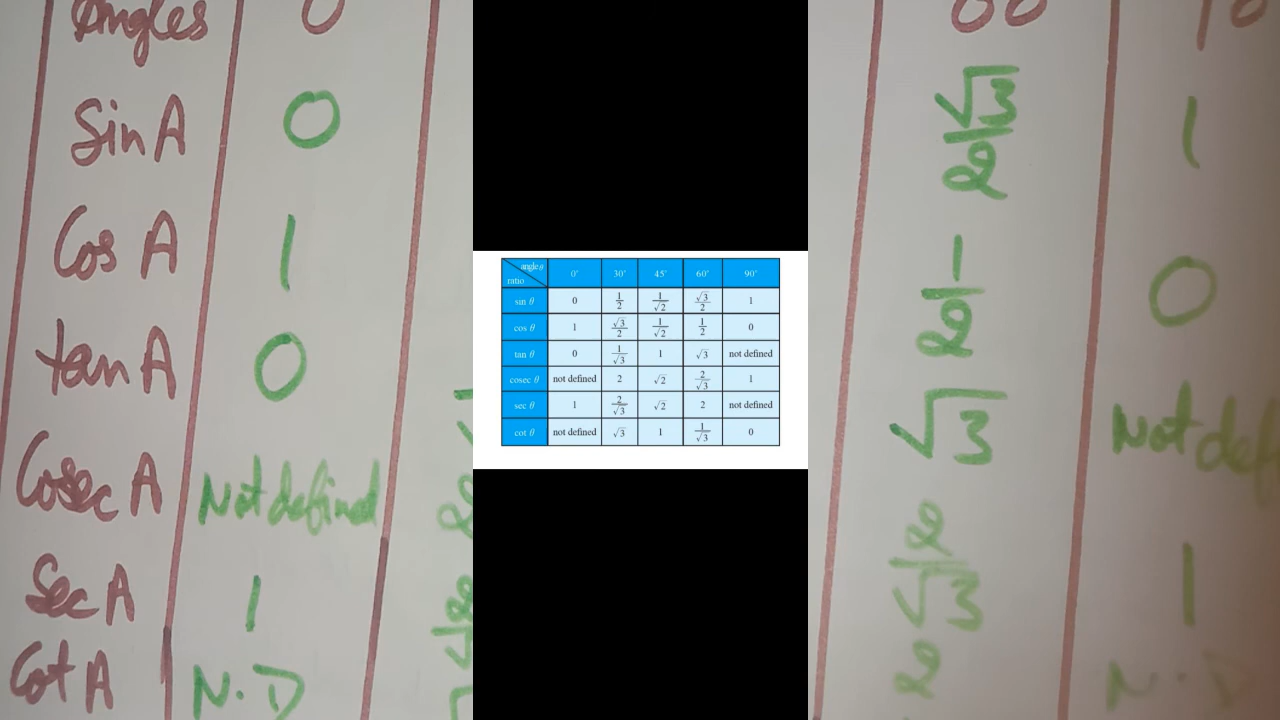 Angles 0
Sin A 0
Cos A 1
tan A 0
Cosec A Not defined
Sec A 1
Cot A N.D
angle θ
ratio
0° 30° 45° 60° 90°
sin θ 0 1/2 1/√2 √3/2 1
cos θ 1 √3/2 1/√2 1/2 0
tan θ 0 1/√3 1 √3 not defined
cosec θ not defined 2 √2 2/√3 1
sec θ 1 2/√3 √2 2 not defined
cot θ not defined √3 1 1/√3 0
√3/2 1
1/2 0
√3 Not def
2/√3 1
2 N.D